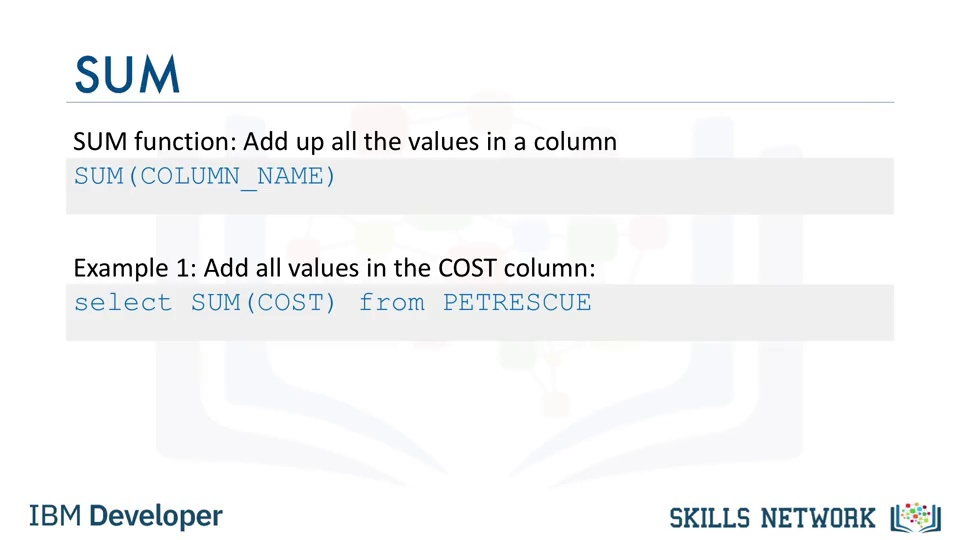 SUM
SUM function: Add up all the values in a column
SUM(COLUMN_NAME)
Example 1: Add all values in the COST column:
select SUM(COST) from PETRESCUE
IBM Developer
SKILLS NETWORK